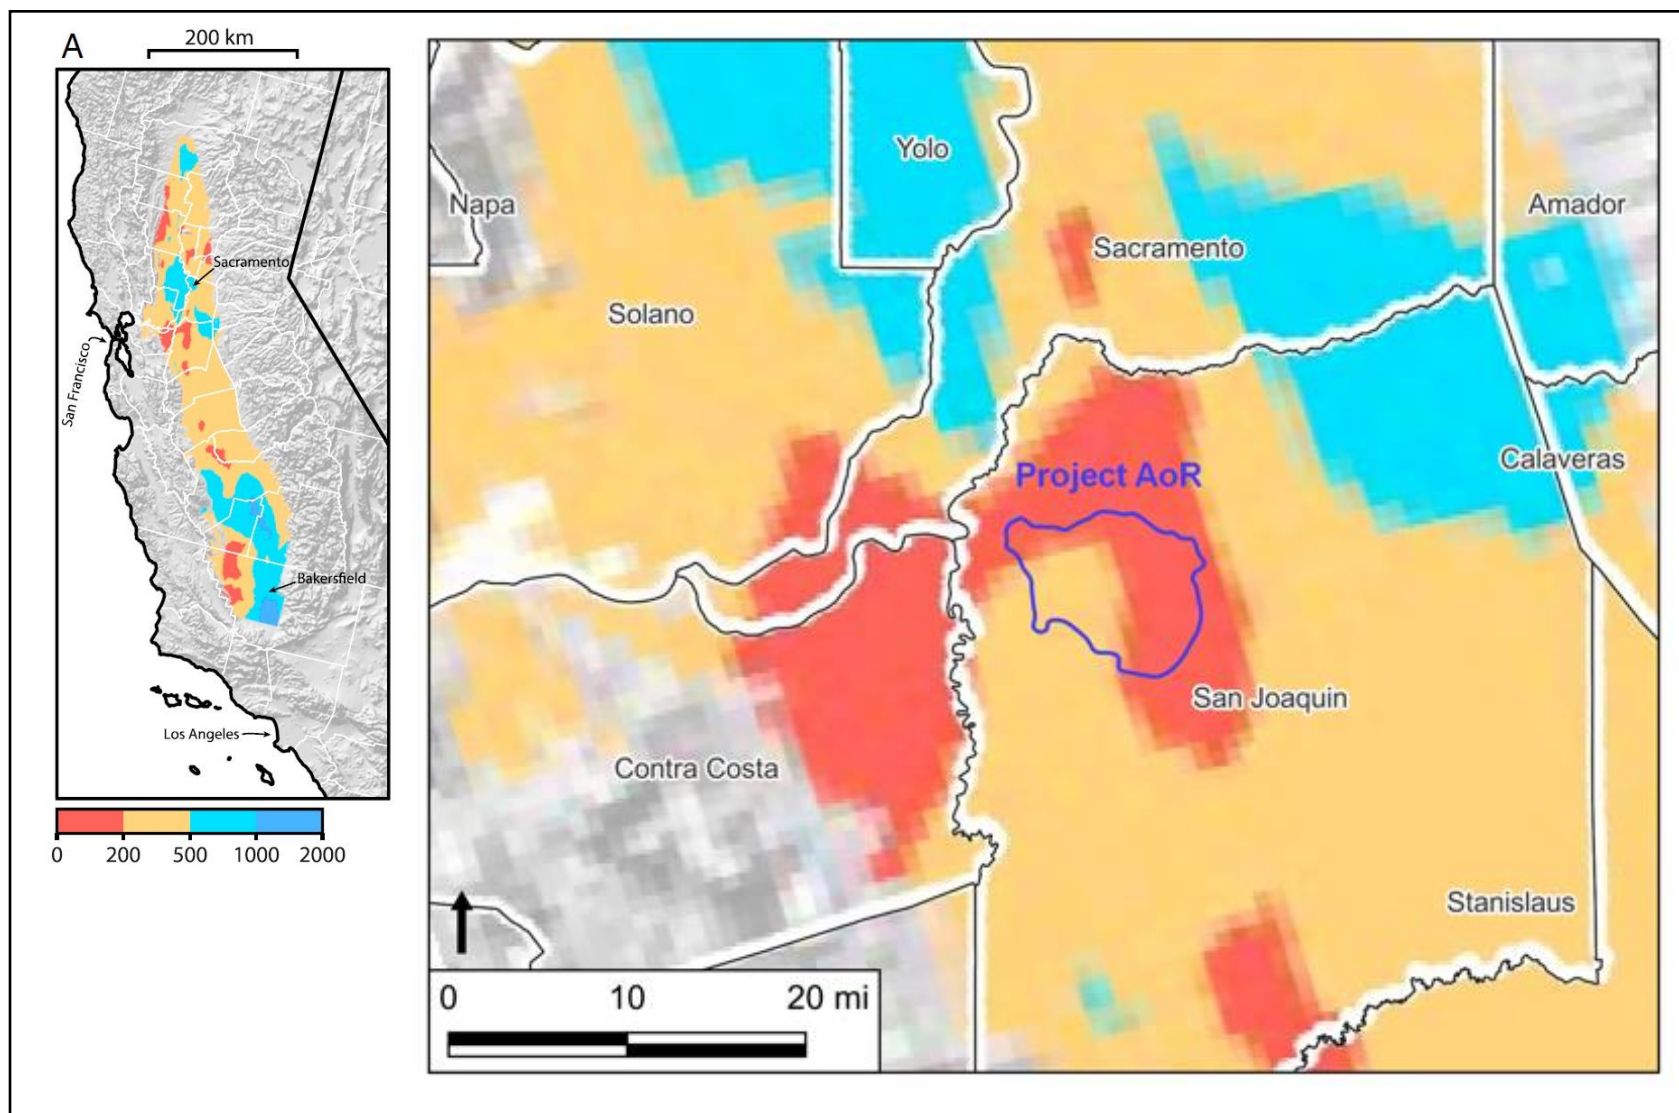 A
200 km
Sacramento
San Francisco
Bakersfield
Los Angeles
0 200 500 1000 2000
Yolo
Napa
Amador
Sacramento
Solano
Calaveras
Project AoR
San Joaquin
Contra Costa
Stanislaus
0 10 20 mi